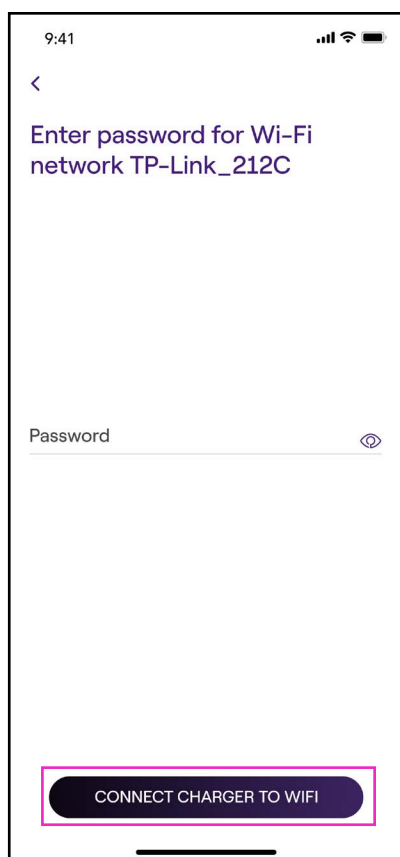 9:41
Enter password for Wi-Fi
network TP-Link_212C
Password
CONNECT CHARGER TO WIFI